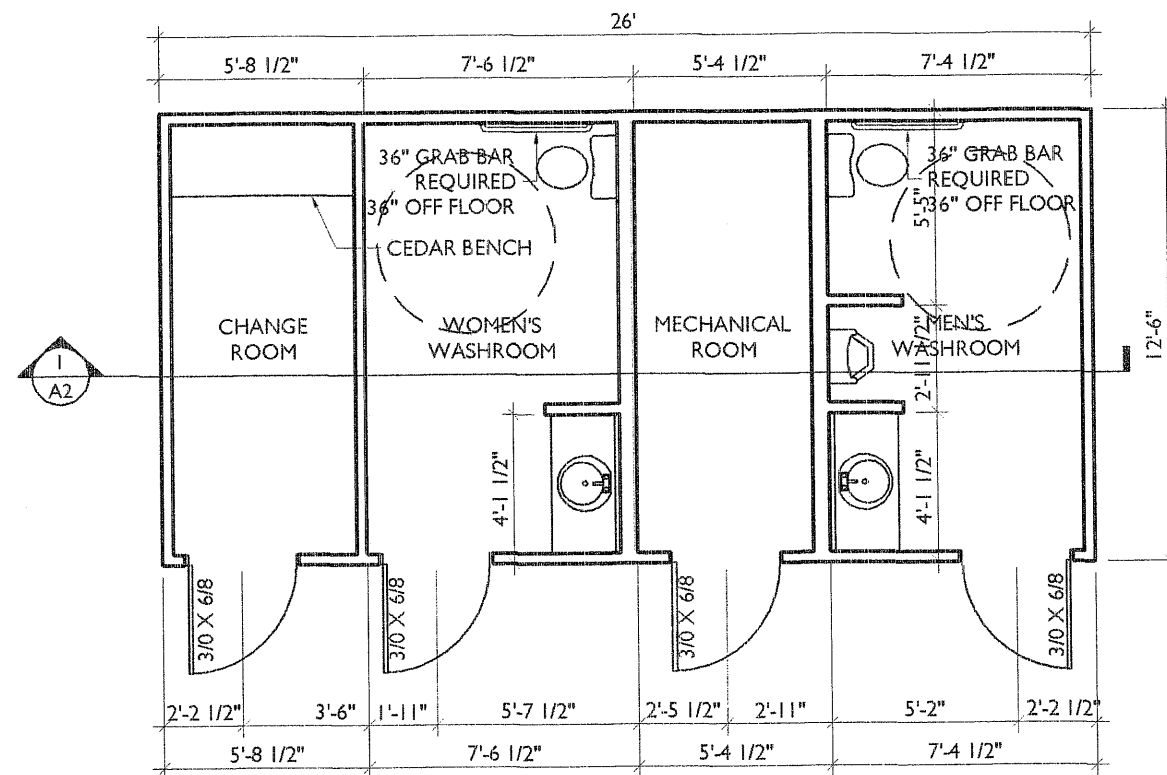 26'
5'-8 1/2" 7'-6 1/2" 5'-4 1/2" 7'-4 1/2"
36" GRAB BAR
REQUIRED
36" OFF FLOOR
36" GRAB BAR
REQUIRED
36" OFF FLOOR
5'-5"
CEDAR BENCH
CHANGE
ROOM
WOMEN'S
WASHROOM
MECHANICAL
ROOM
MEN'S
WASHROOM
2'-11 1/2"
12'-6"
1
A2
4'-1 1/2"
4'-1 1/2"
3/0 X 6/8
3/0 X 6/8
3/0 X 6/8
3/0 X 6/8
2'-2 1/2" 3'-6" 1'-11" 5'-7 1/2" 2'-5 1/2" 2'-11" 5'-2" 2'-2 1/2"
5'-8 1/2" 7'-6 1/2" 5'-4 1/2" 7'-4 1/2"